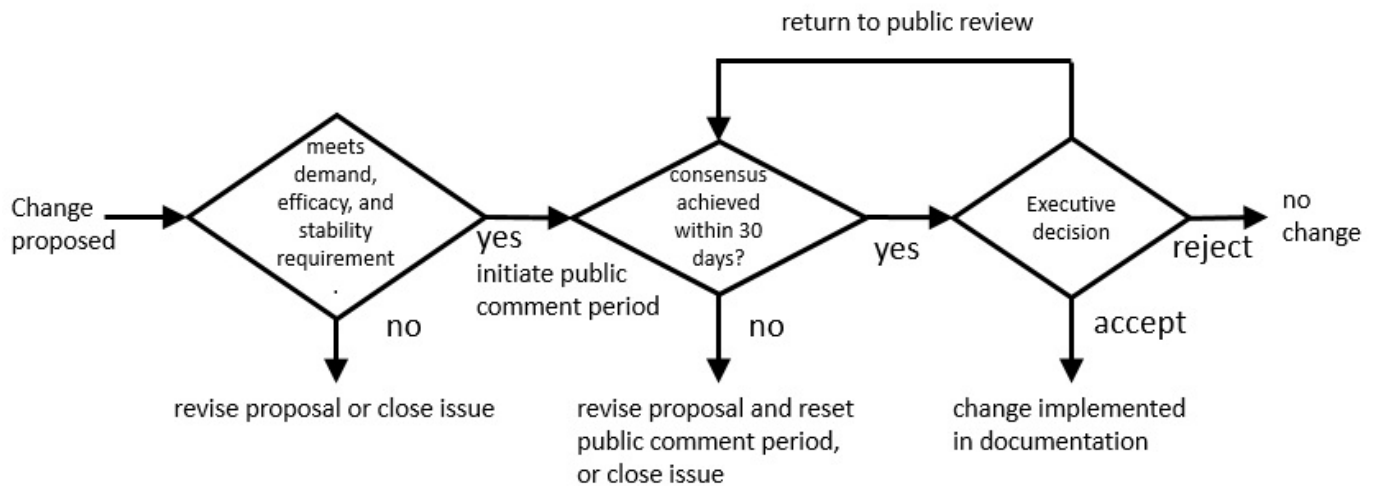 return to public review
Change
proposed
meets
demand,
efficacy, and
stability
requirement
.
yes
initiate public
comment period
no
revise proposal or close issue
consensus
achieved
within 30
days?
yes
no
revise proposal and reset
public comment period,
or close issue
Executive
decision
reject
no
change
accept
change implemented
in documentation